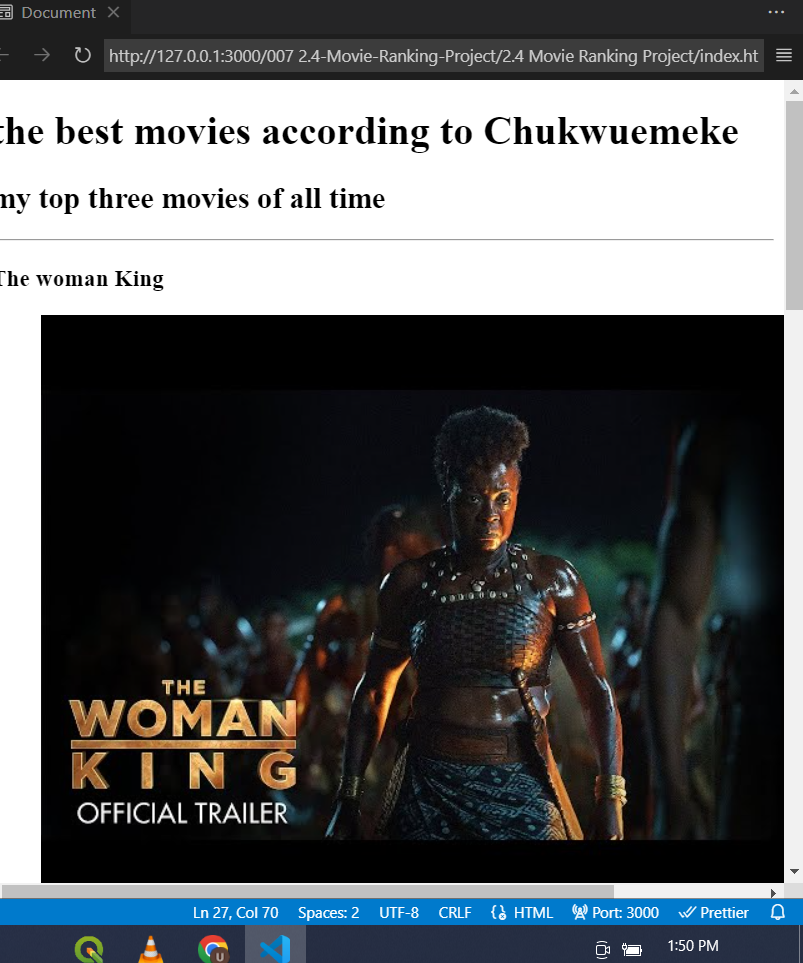 Document
http://127.0.0.1:3000/007 2.4-Movie-Ranking-Project/2.4 Movie Ranking Project/index.ht
the best movies according to Chukwuemeke
my top three movies of all time
The woman King
THE
WOMAN
KING
OFFICIAL TRAILER
Ln 27, Col 70 Spaces: 2 UTF-8 CRLF HTML Port: 3000 Prettier
U
1:50 PM